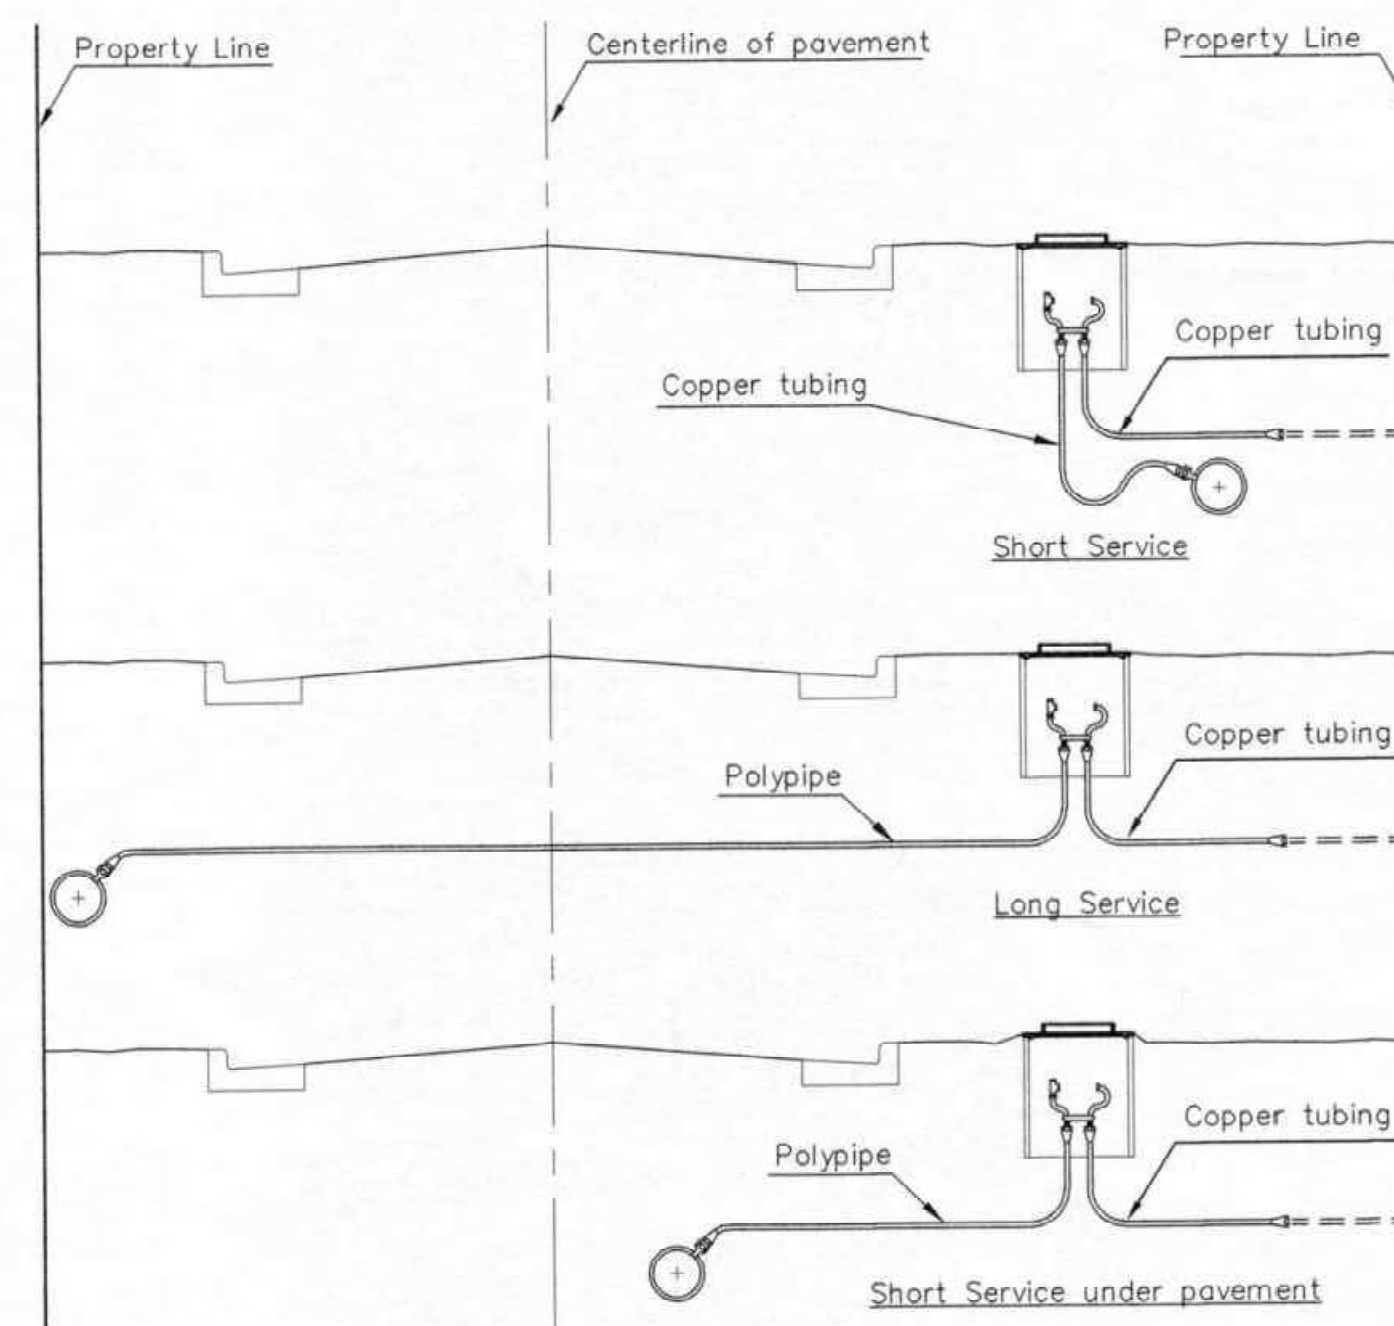 Property Line
Centerline of pavement
Property Line
Copper tubing
Copper tubing
Short Service
Copper tubing
Polypipe
Long Service
Copper tubing
Polypipe
Short Service under pavement